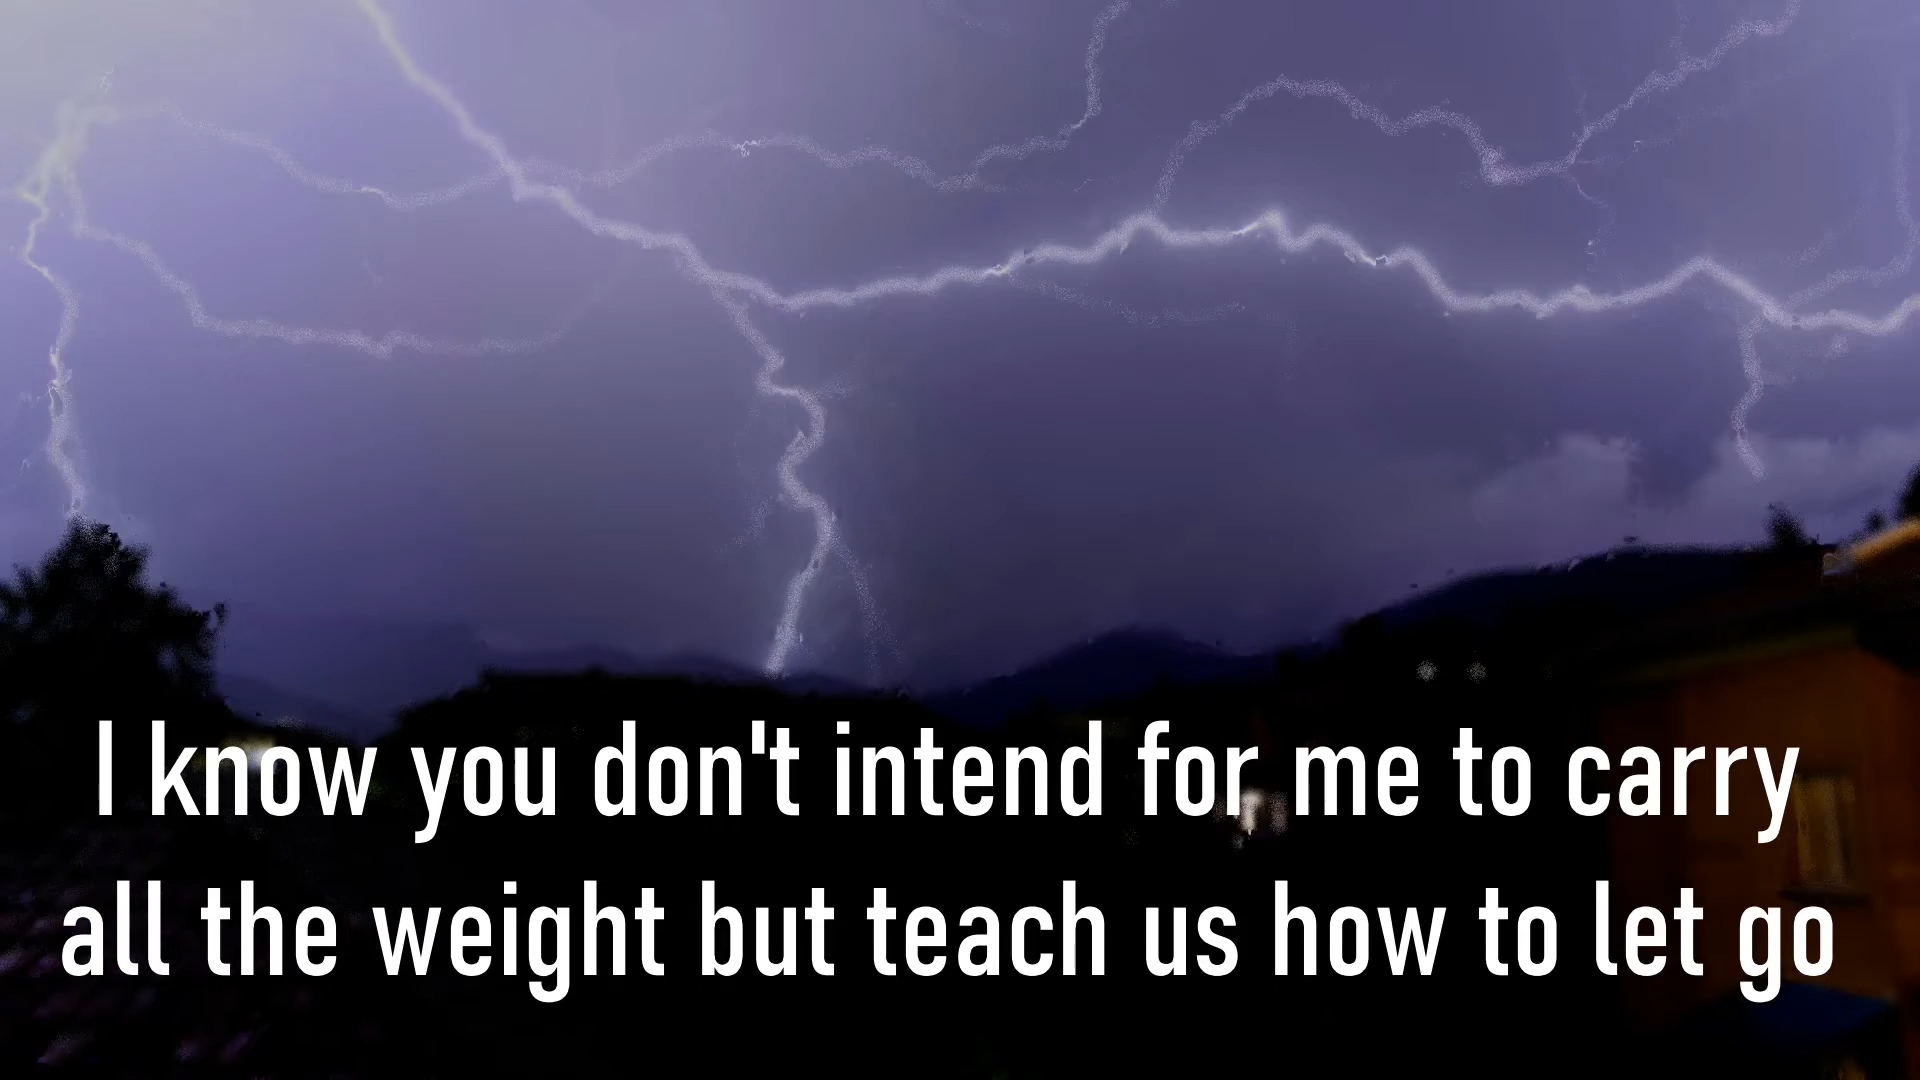 I know you don't intend for me to carry
all the weight but teach us how to let go